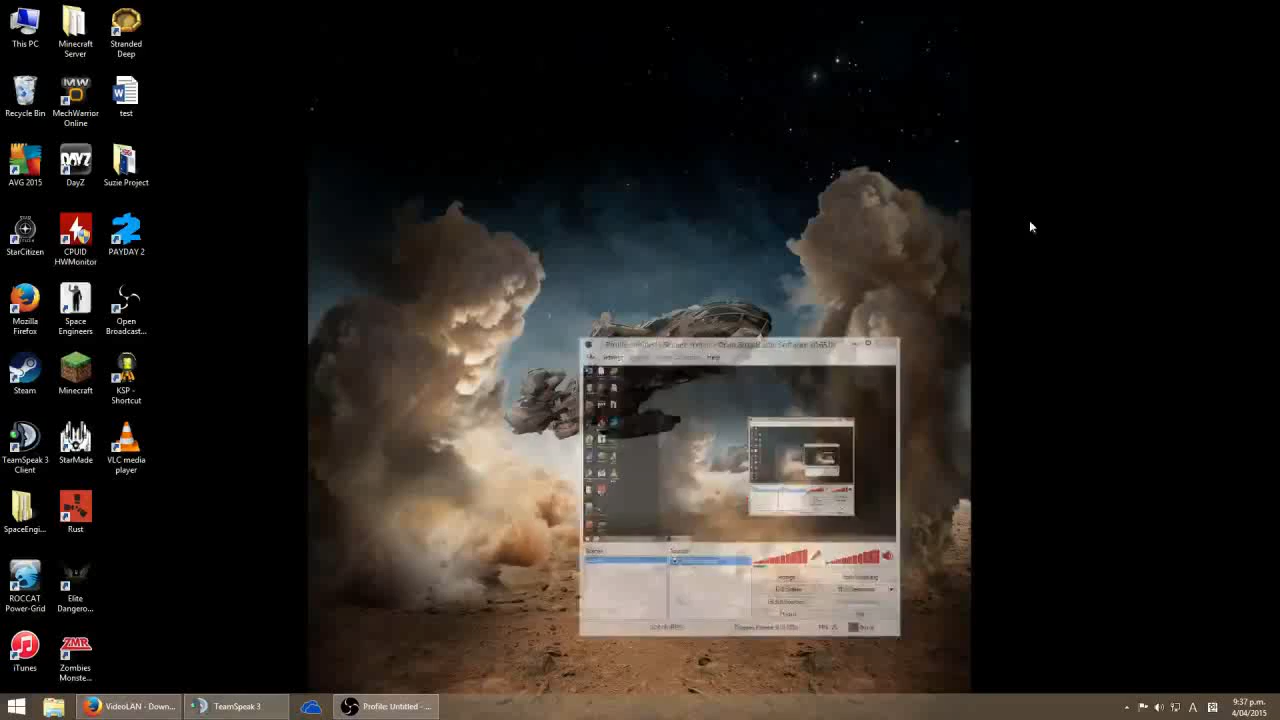 This PC
Minecraft
Server
Stranded
Deep
Recycle Bin
MechWarrior
Online
test
AVG 2015
DayZ
Suzie Project
StarCitizen
CPUID
HWMonitor
PAYDAY 2
Mozilla
Firefox
Space
Engineers
Open
Broadcast...
Steam
Minecraft
KSP -
Shortcut
TeamSpeak 3
Client
StarMade
VLC media
player
SpaceEngi...
Rust
ROCCAT
Power-Grid
Elite
Dangero...
iTunes
Zombies
Monste...
Help
VideoLAN - Down...
TeamSpeak 3
Profile: Untitled - ...
9:37 p.m.
4/04/2015